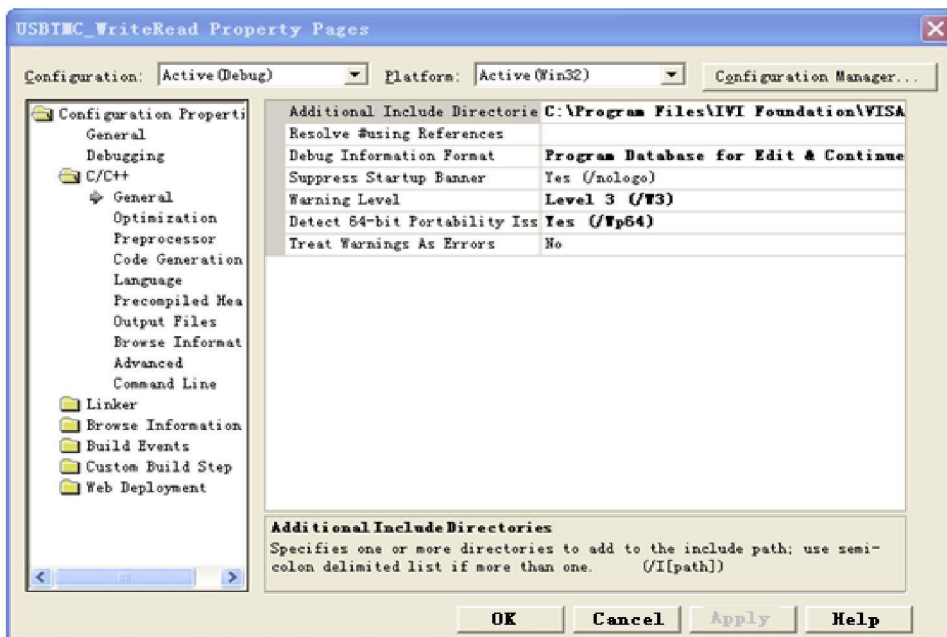 USBTMC_WriteRead Property Pages
Configuration: Active(Debug) Platform: Active(Win32) Configuration Manager...
Configuration Properti
General
Debugging
C/C++
General
Optimization
Preprocessor
Code Generation
Language
Precompiled Hea
Output Files
Browse Informat
Advanced
Command Line
Linker
Browse Information
Build Events
Custom Build Step
Web Deployment
Additional Include Directorie C:\Program Files\IVI Foundation\VISA
Resolve #using References
Debug Information Format Program Database for Edit & Continue
Suppress Startup Banner Yes (/nologo)
Warning Level Level 3 (/W3)
Detect 64-bit Portability Iss Yes (/Wp64)
Treat Warnings As Errors No
Additional Include Directories
Specifies one or more directories to add to the include path; use semi-
colon delimited list if more than one. (/I[path])
OK Cancel Apply Help